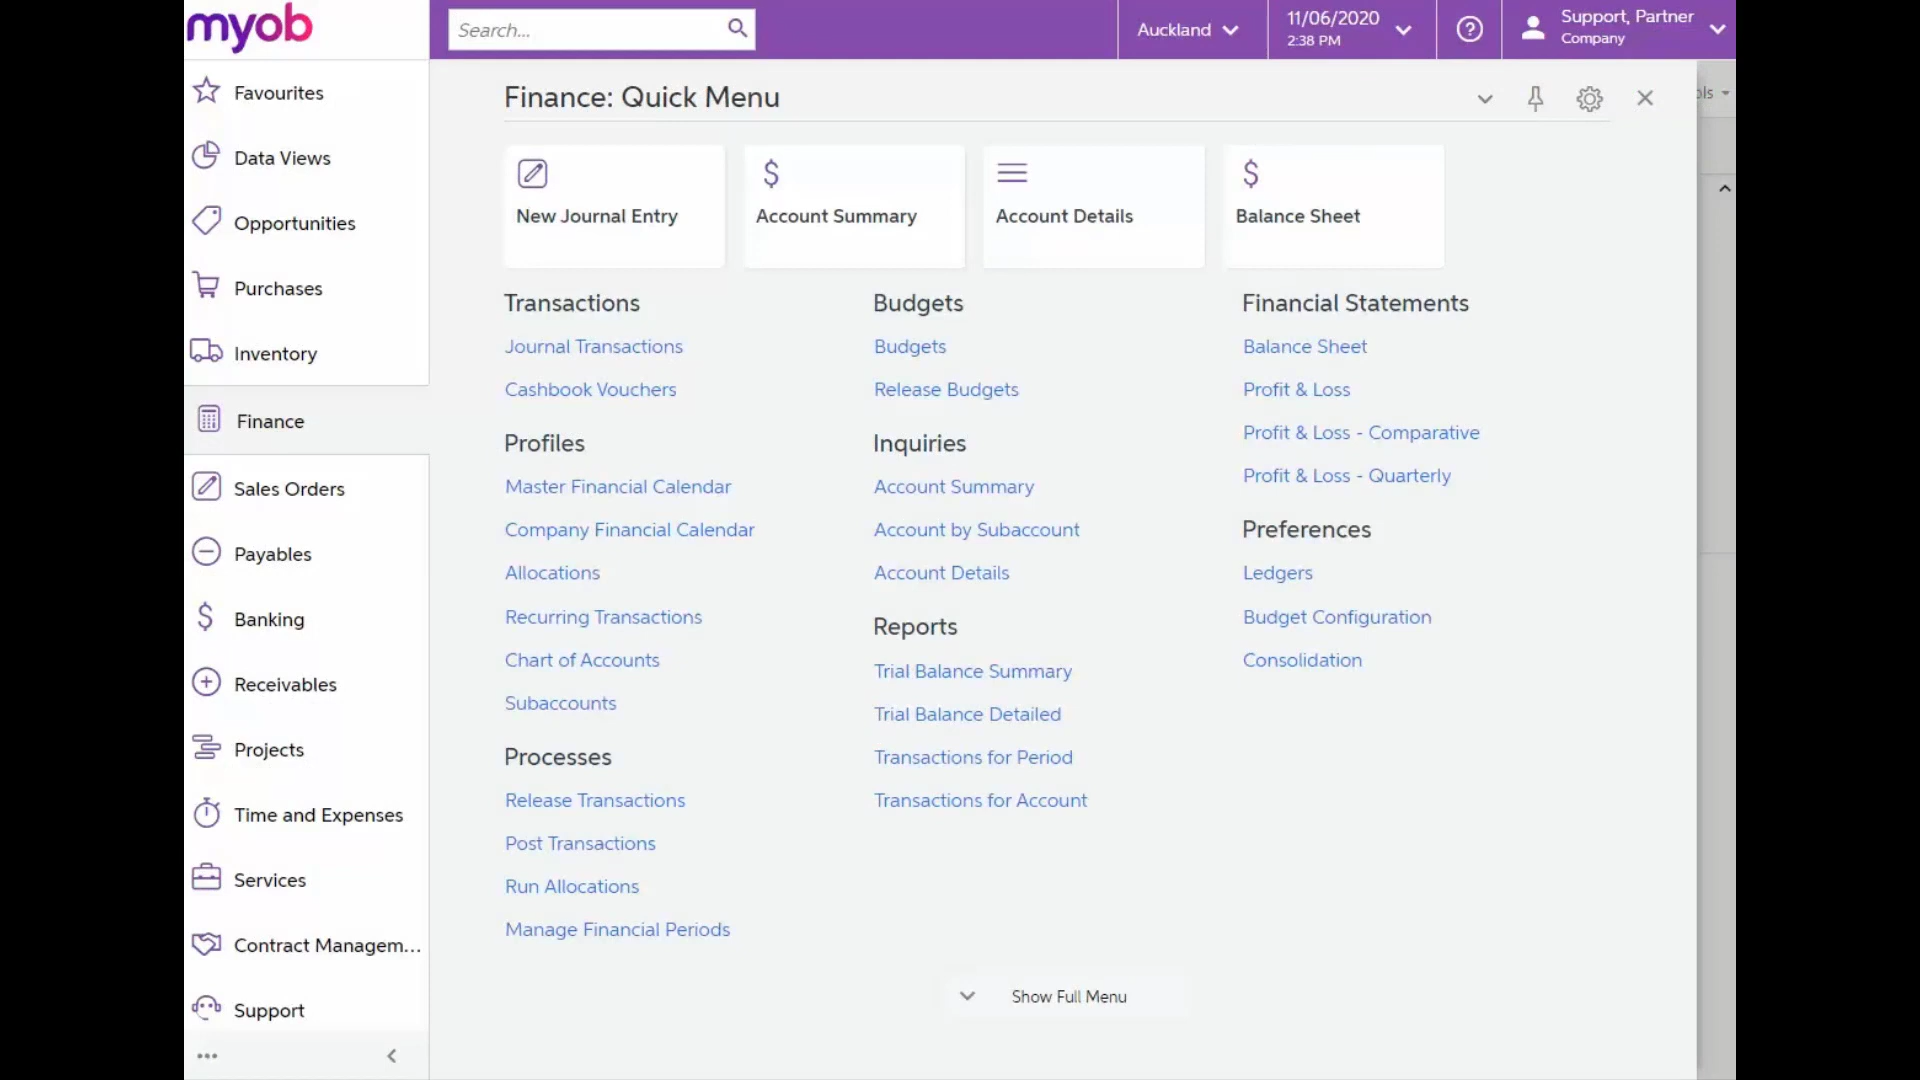 myob
Search...
Auckland
11/06/2020
2:38 PM
Support, Partner
Company
Favourites
Data Views
Opportunities
Purchases
Inventory
Finance
Sales Orders
Payables
Banking
Receivables
Projects
Time and Expenses
Services
Contract Managem...
Support
Finance: Quick Menu
New Journal Entry
Account Summary
Account Details
Balance Sheet
Transactions
Journal Transactions
Cashbook Vouchers
Profiles
Master Financial Calendar
Company Financial Calendar
Allocations
Recurring Transactions
Chart of Accounts
Subaccounts
Processes
Release Transactions
Post Transactions
Run Allocations
Manage Financial Periods
Budgets
Budgets
Release Budgets
Inquiries
Account Summary
Account by Subaccount
Account Details
Reports
Trial Balance Summary
Trial Balance Detailed
Transactions for Period
Transactions for Account
Financial Statements
Balance Sheet
Profit & Loss
Profit & Loss - Comparative
Profit & Loss - Quarterly
Preferences
Ledgers
Budget Configuration
Consolidation
Show Full Menu